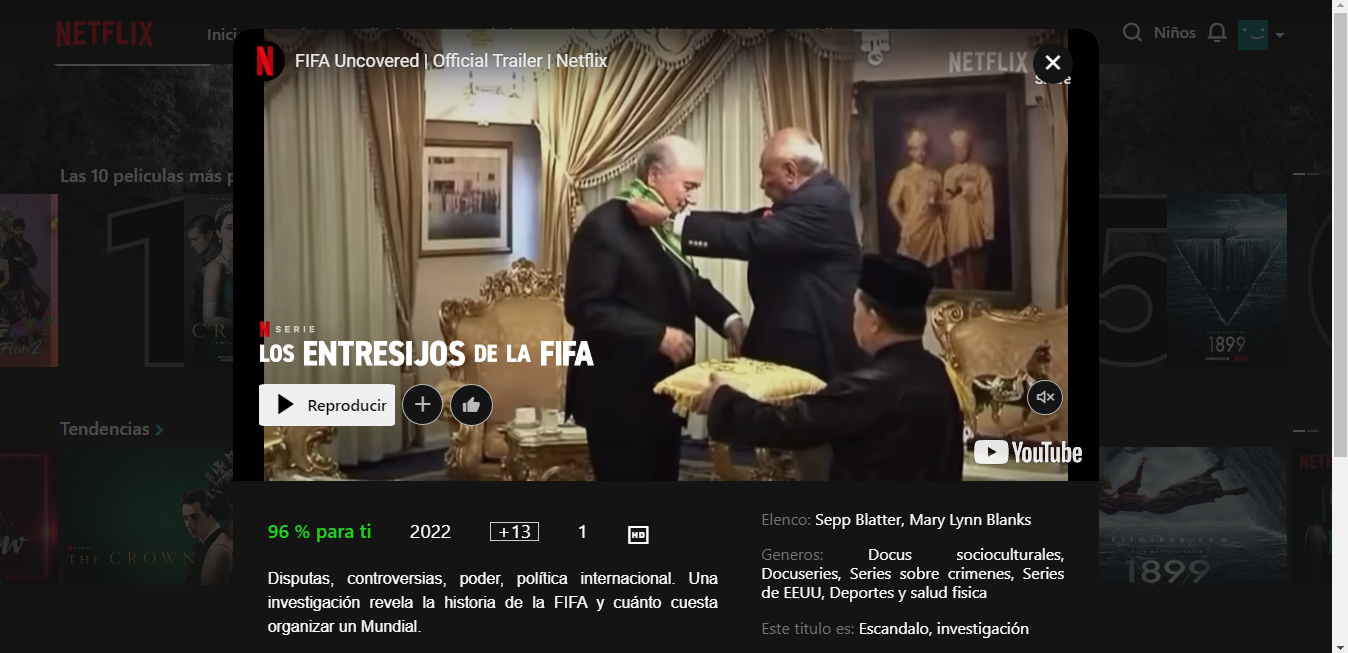 NETFLIX
Inici
Niños
FIFA Uncovered | Official Trailer | Netflix
NETFLIX
Las 10 peliculas más p
1
5
1899
N SERIE
LOS ENTRESIJOS DE LA FIFA
Reproducir
YouTube
Tendencias
THE CROWN
1899
NETF
96 % para ti 2022 +13 1 HD
Disputas, controversias, poder, política internacional. Una
investigación revela la historia de la FIFA y cuánto cuesta
organizar un Mundial.
Elenco: Sepp Blatter, Mary Lynn Blanks
Generos: Docus socioculturales,
Docuseries, Series sobre crimenes, Series
de EEUU, Deportes y salud fisica
Este titulo es: Escandalo, investigación